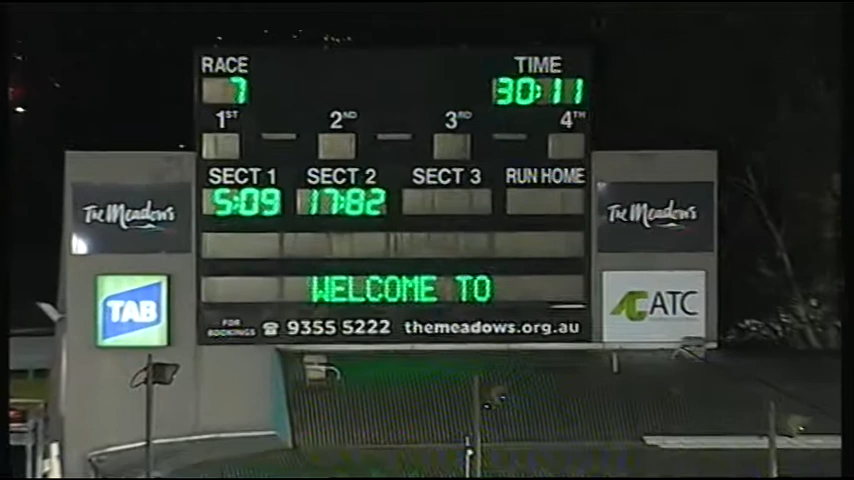 RACE TIME
7 30:11
1ST 2ND 3RD 4TH
SECT 1 SECT 2 SECT 3 RUN HOME
5:09 17:82
The Meadows The Meadows
WELCOME TO
TAB ATC
FOR BOOKINGS ☎ 9355 5222 themeadows.org.au